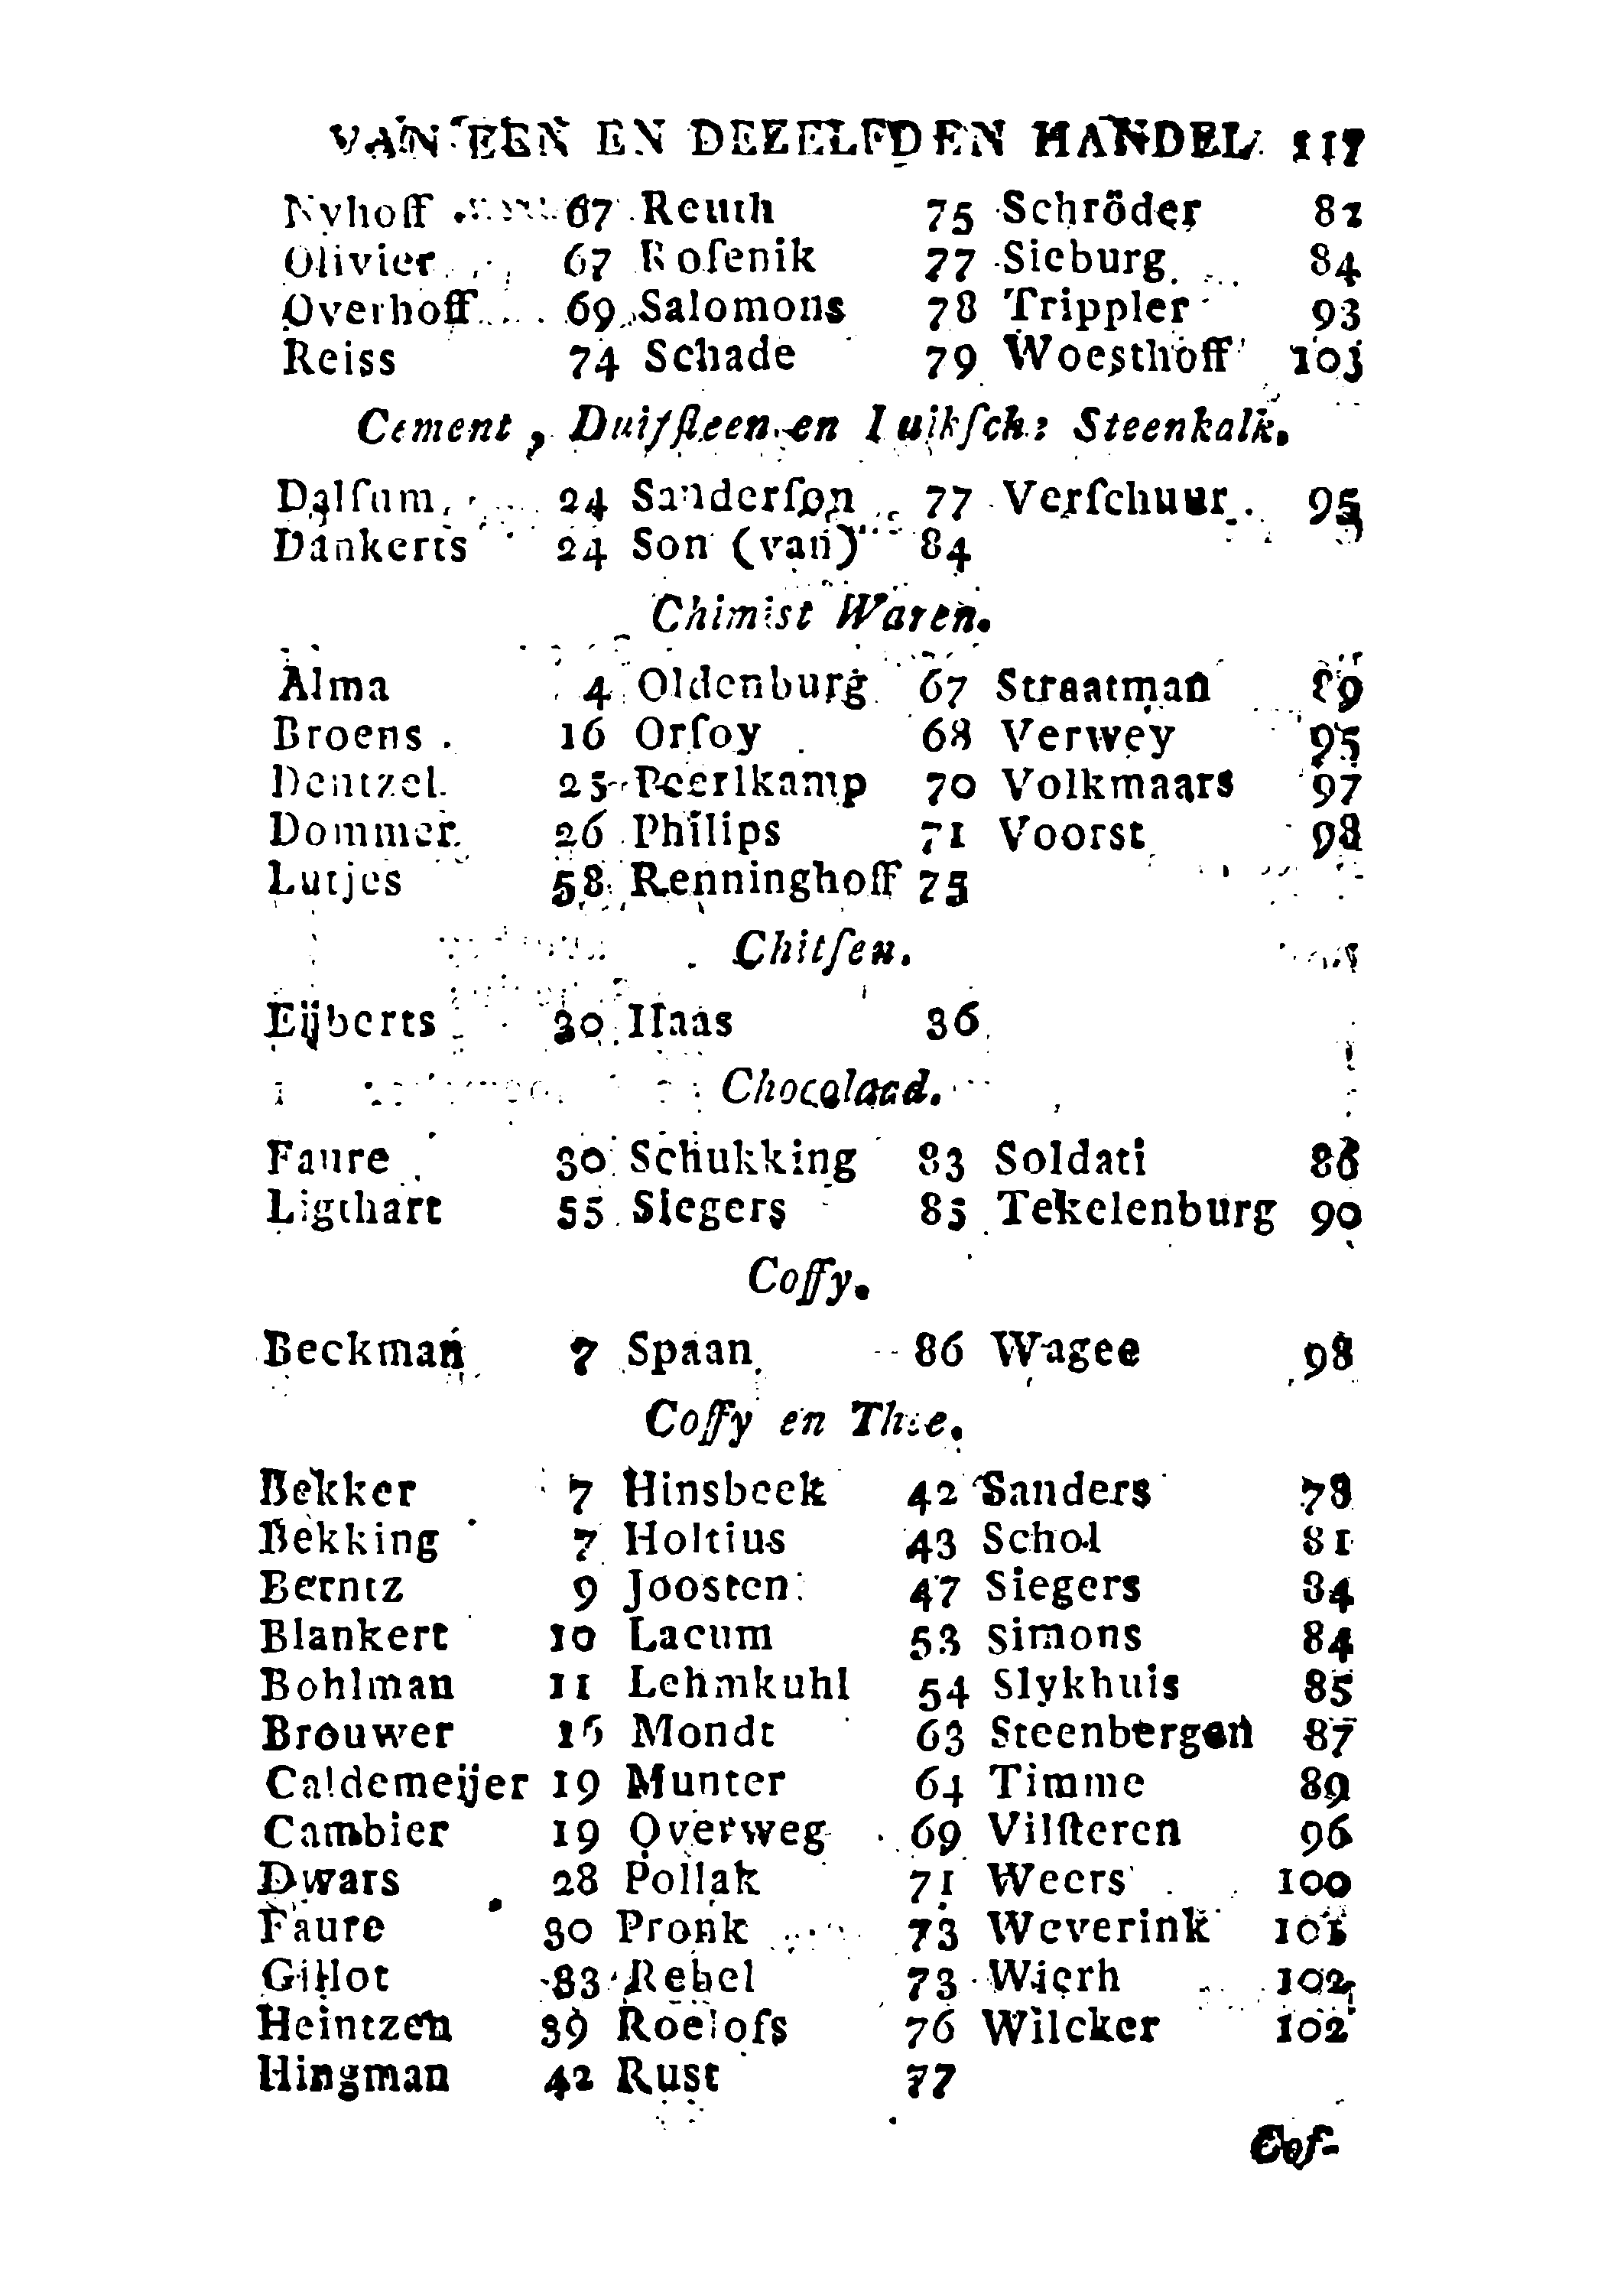 VAN EEN EN DEZELFDEN HANDEL. 117
Nyhoff 67 Reuth 75 Schröder 82
Olivier 67 Roſenik 77 Sieburg 84
Overhoff 69 Salomons 78 Trippler 93
Reiss 74 Schade 79 Woesthoff 103
Cement, Duifſteen en Luikſch: Steenkalk.
Dalſum 24 Sanderſon 77 Verſchuur 95
Dankerts 24 Son (van) 84
Chimist Waren.
Alma 4 Oldenburg 67 Straatman 89
Broens 16 Orſoy 68 Verwey 95
Dentzel 25 Peerlkamp 70 Volkmaars 97
Dommer 26 Philips 71 Voorst 98
Lutjes 58 Renninghoff 75
Chitſen.
Eijberts 30 Haas 36
Chocolaad.
Faure 30 Schukking 83 Soldati 86
Ligthart 55 Siegers 85 Tekelenburg 90
Coffy.
Beckman 7 Spaan 86 Wagee 98
Coffy en Thee.
Bekker 7 Hinsbeek 42 Sanders 78
Bekking 7 Holtius 43 Schol 81
Berntz 9 Joosten 47 Siegers 84
Blankert 10 Lacum 53 simons 84
Bohlman 11 Lehmkuhl 54 Slykhuis 85
Brouwer 16 Mondt 63 Steenbergen 87
Caldemeijer 19 Munter 64 Timme 89
Cambier 19 Overweg 69 Vilſteren 96
Dwars 28 Pollak 71 Weers 100
Faure 30 Pronk 73 Weverink 101
Gillot 33 Rebel 73 Wierh 102
Heintzen 39 Roelofs 76 Wilcker 102
Hingman 42 Rust 77
Cof-